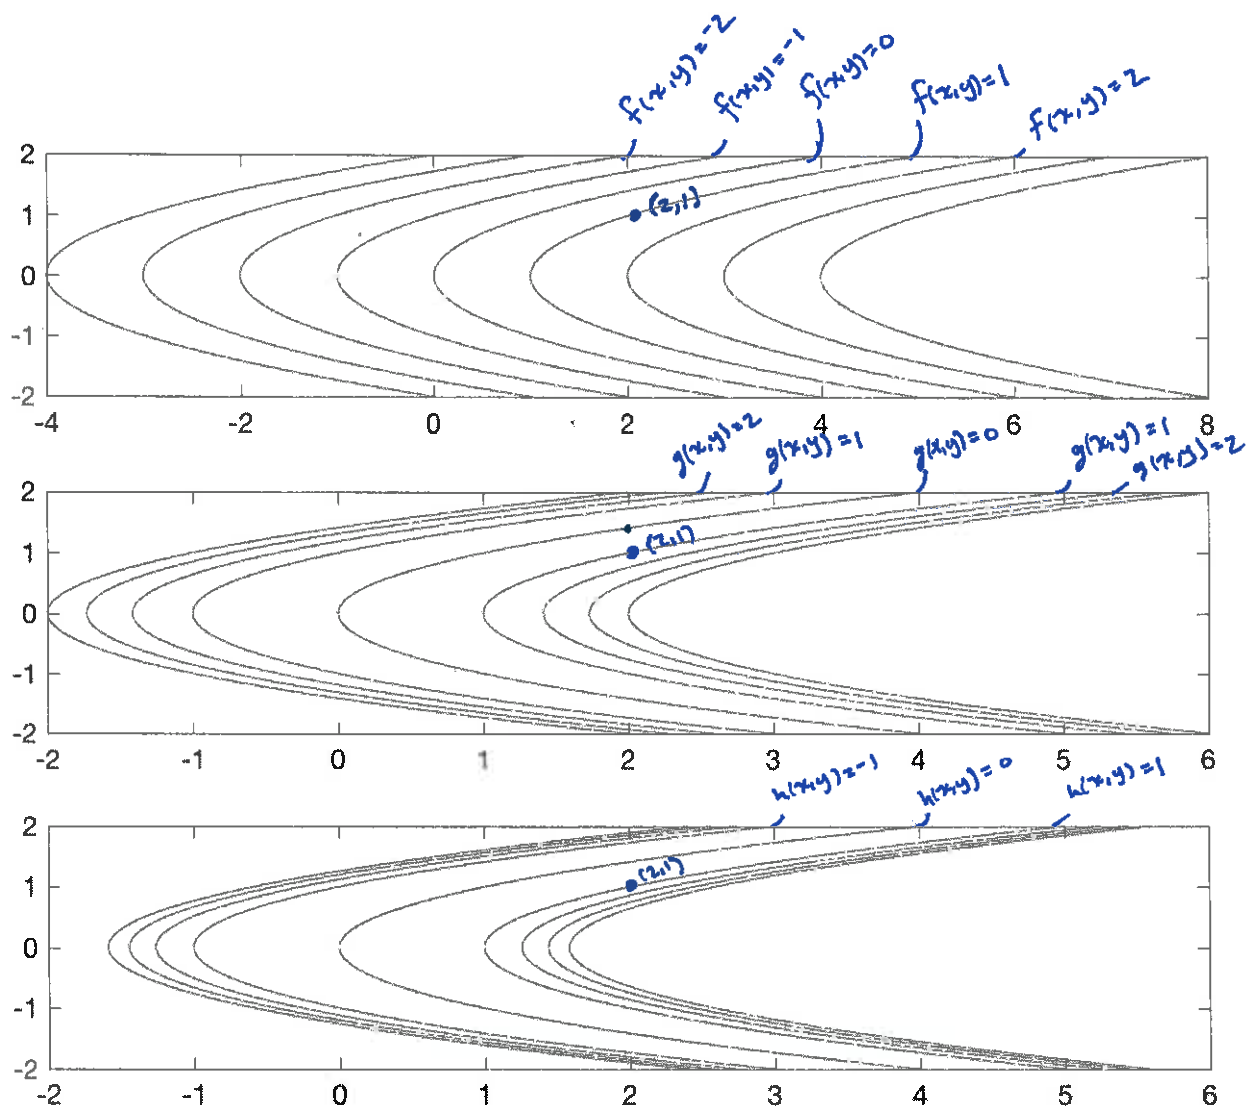 f(x,y)=-2 f(x,y)=-1 f(x,y)=0 f(x,y)=1 f(x,y)=2
2
1 (2,1)
0
-1
-2
-4 -2 0 2 4 6 8
g(x,y)=2 g(x,y)=1 g(x,y)=0 g(x,y)=1 g(x,y)=2
2
1 (2,1)
0
-1
-2
-2 -1 0 1 2 3 4 5 6
h(x,y)=-1 h(x,y)=0 h(x,y)=1
2
1 (2,1)
0
-1
-2
-2 -1 0 1 2 3 4 5 6